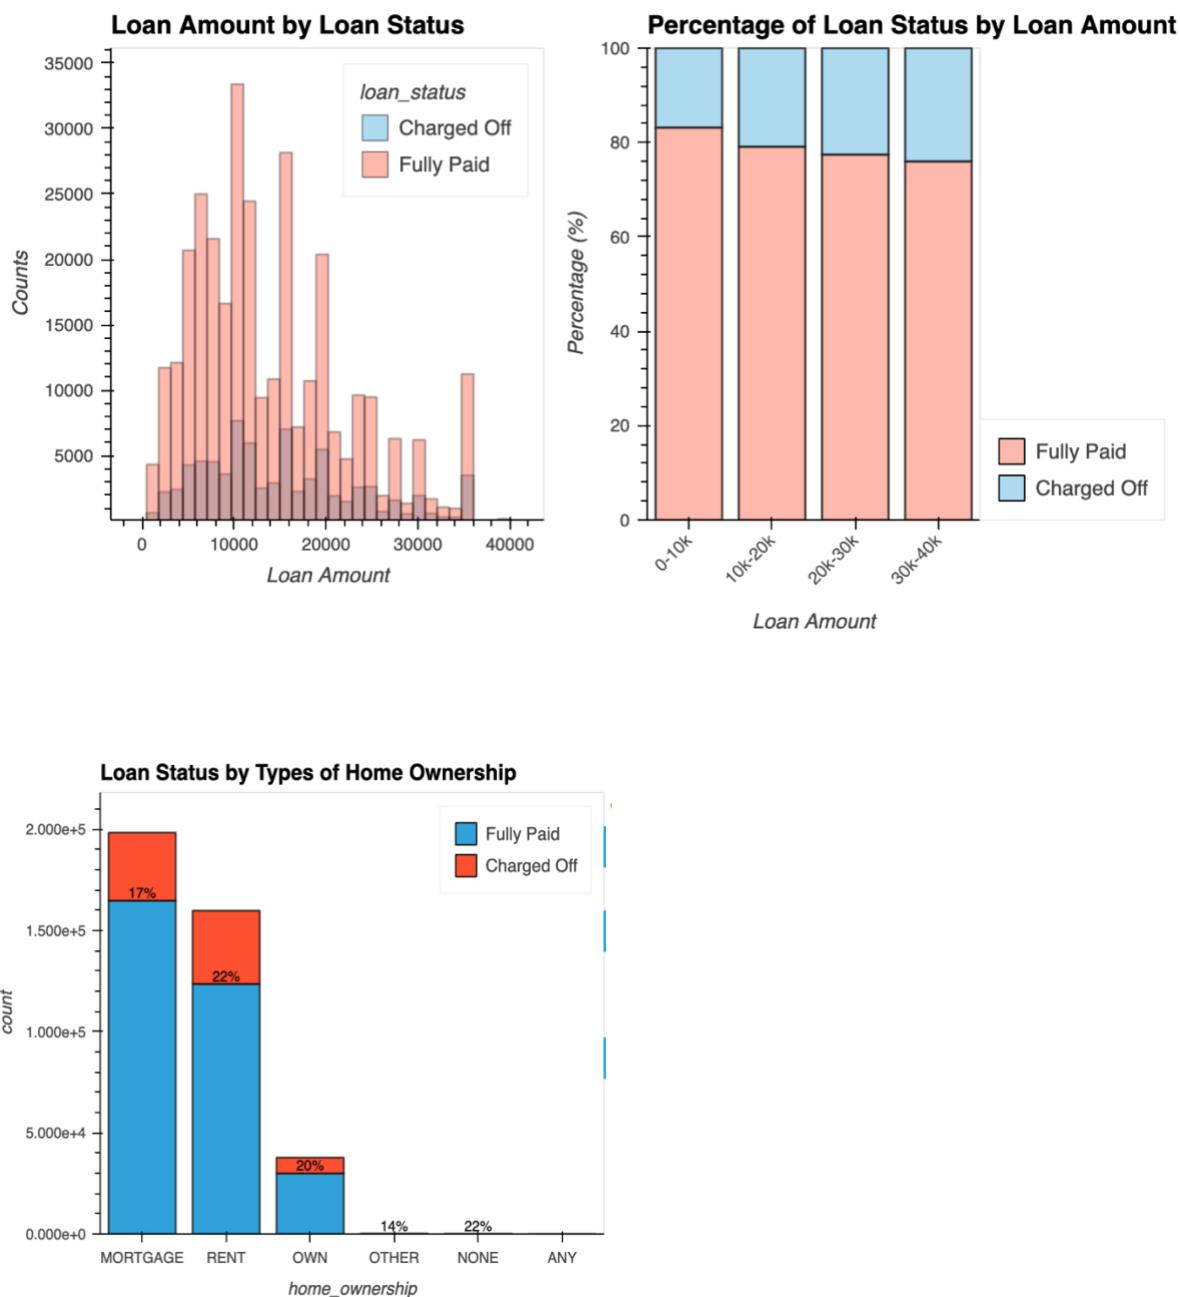 Loan Amount by Loan Status
35000
30000
25000
20000
15000
10000
5000
Counts
loan_status
Charged Off
Fully Paid
0 10000 20000 30000 40000
Loan Amount
Percentage of Loan Status by Loan Amount
100
80
60
40
20
0
Percentage (%)
0-10k 10k-20k 20k-30k 30k-40k
Loan Amount
Fully Paid
Charged Off
Loan Status by Types of Home Ownership
2.000e+5
1.500e+5
1.000e+5
5.000e+4
0.000e+0
count
Fully Paid
Charged Off
17%
22%
20%
14% 22%
MORTGAGE RENT OWN OTHER NONE ANY
home_ownership